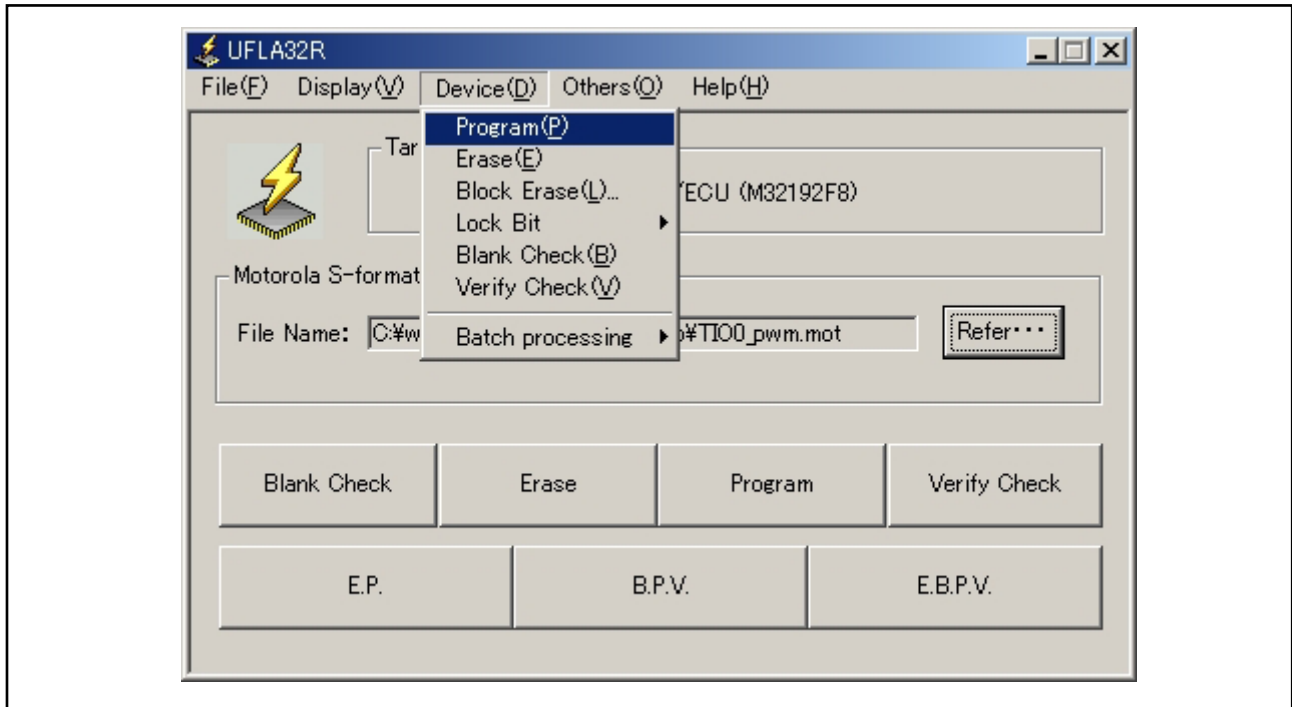 UFLA32R
File(F) Display(V) Device(D) Others(O) Help(H)
Program(P)
Erase(E)
Block Erase(L)...
Lock Bit
Blank Check(B)
Verify Check(V)
Batch processing
Tar
ECU (M32192F8)
Motorola S-format
File Name: C:¥w ¥TIO0_pwm.mot Refer···
Blank Check Erase Program Verify Check
E.P. B.P.V. E.B.P.V.